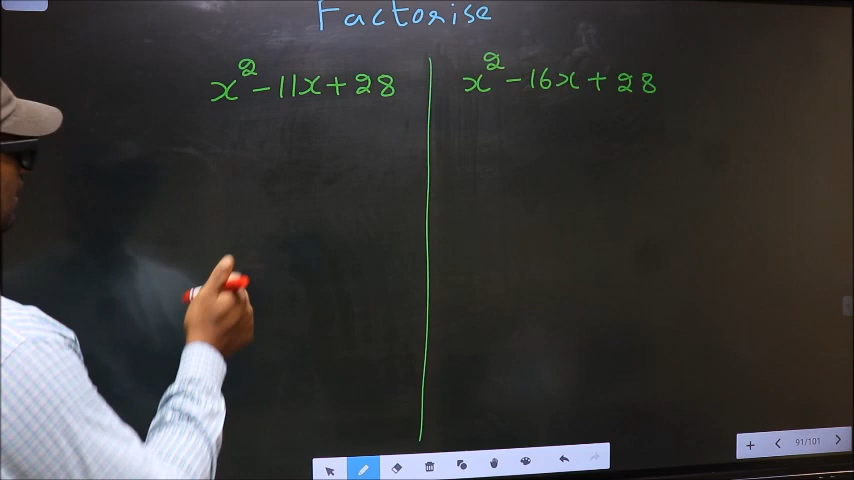 Factorise
x² - 11x + 28
x² - 16x + 28
91/101